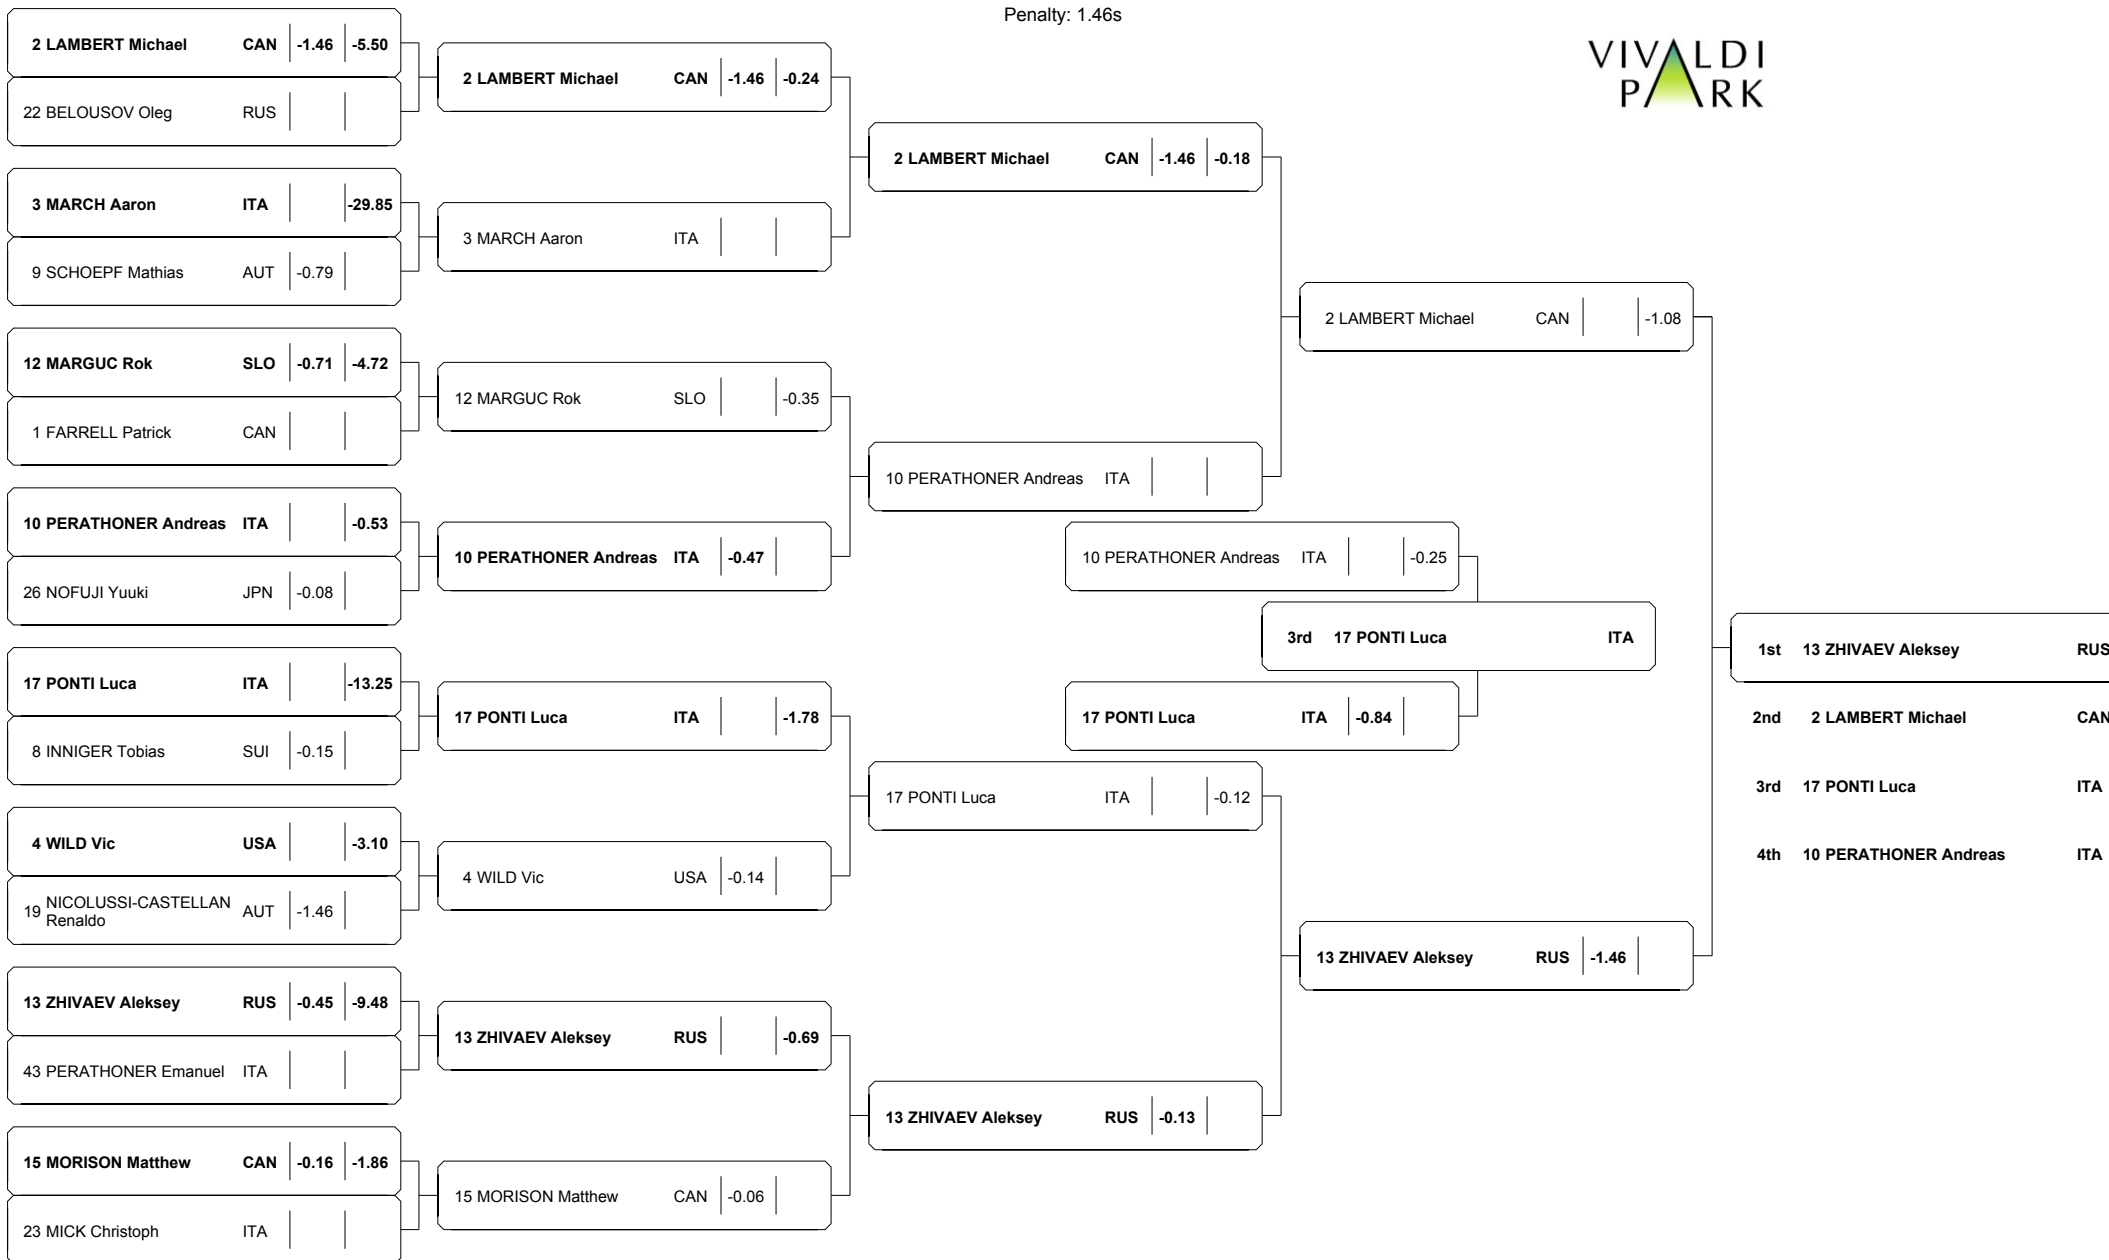 Penalty: 1.46s
VIVALDI
PARK
2 LAMBERT Michael CAN -1.46 -5.50
22 BELOUSOV Oleg RUS
3 MARCH Aaron ITA -29.85
9 SCHOEPF Mathias AUT -0.79
12 MARGUC Rok SLO -0.71 -4.72
1 FARRELL Patrick CAN
10 PERATHONER Andreas ITA -0.53
26 NOFUJI Yuuki JPN -0.08
17 PONTI Luca ITA -13.25
8 INNIGER Tobias SUI -0.15
4 WILD Vic USA -3.10
19 NICOLUSSI-CASTELLAN AUT -1.46
Renaldo
13 ZHIVAEV Aleksey RUS -0.45 -9.48
43 PERATHONER Emanuel ITA
15 MORISON Matthew CAN -0.16 -1.86
23 MICK Christoph ITA
2 LAMBERT Michael CAN -1.46 -0.24
3 MARCH Aaron ITA
12 MARGUC Rok SLO -0.35
10 PERATHONER Andreas ITA -0.47
17 PONTI Luca ITA -1.78
4 WILD Vic USA -0.14
13 ZHIVAEV Aleksey RUS -0.69
15 MORISON Matthew CAN -0.06
2 LAMBERT Michael CAN -1.46 -0.18
10 PERATHONER Andreas ITA
17 PONTI Luca ITA -0.12
13 ZHIVAEV Aleksey RUS -0.13
10 PERATHONER Andreas ITA -0.25
17 PONTI Luca ITA -0.84
3rd 17 PONTI Luca ITA
2 LAMBERT Michael CAN -1.08
13 ZHIVAEV Aleksey RUS -1.46
1st 13 ZHIVAEV Aleksey RUS
2nd 2 LAMBERT Michael CAN
3rd 17 PONTI Luca ITA
4th 10 PERATHONER Andreas ITA